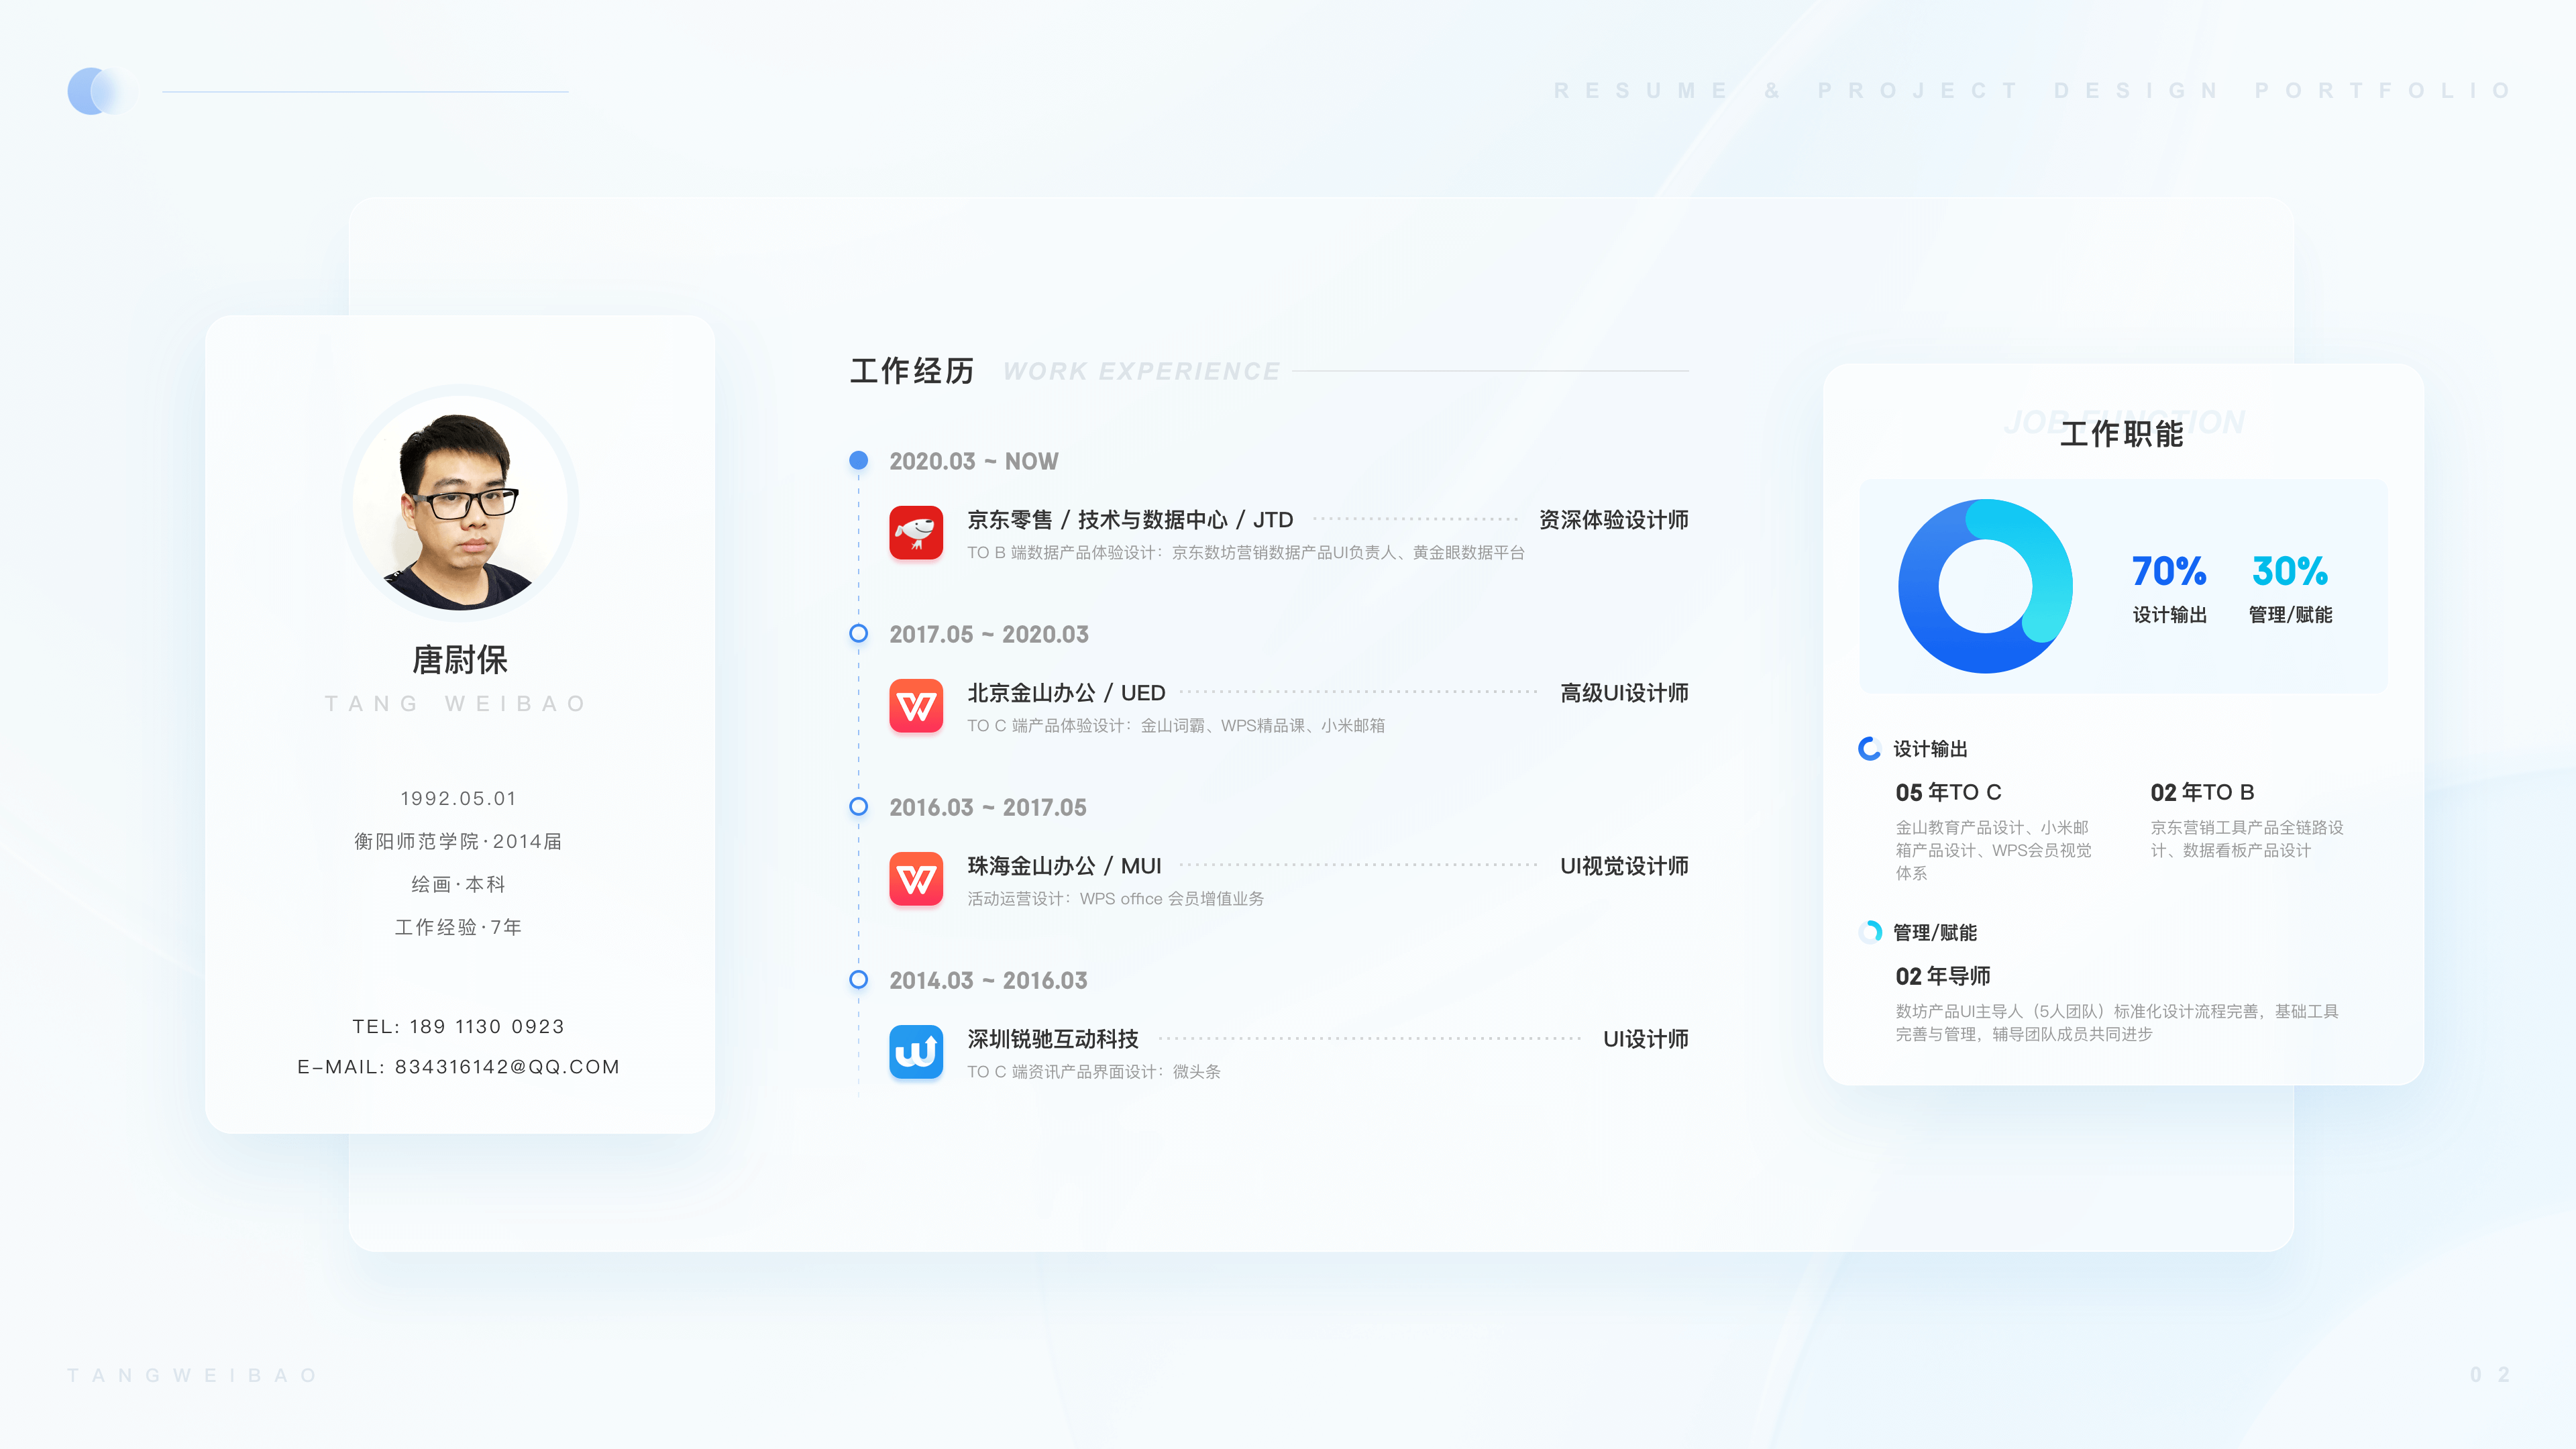 RESUME & PROJECT DESIGN PORTFOLIO
唐尉保
TANG WEIBAO
1992.05.01
衡阳师范学院·2014届
绘画·本科
工作经验·7年
TEL: 189 1130 0923
E-MAIL: 834316142@QQ.COM
工作经历 WORK EXPERIENCE
2020.03 ~ NOW
京东零售 / 技术与数据中心 / JTD 资深体验设计师
TO B 端数据产品体验设计：京东数坊营销数据产品UI负责人、黄金眼数据平台
2017.05 ~ 2020.03
北京金山办公 / UED 高级UI设计师
TO C 端产品体验设计：金山词霸、WPS精品课、小米邮箱
2016.03 ~ 2017.05
珠海金山办公 / MUI UI视觉设计师
活动运营设计：WPS office 会员增值业务
2014.03 ~ 2016.03
深圳锐驰互动科技 UI设计师
TO C 端资讯产品界面设计：微头条
JOB FUNCTION
工作职能
70% 30%
设计输出 管理/赋能
设计输出
05 年TO C
金山教育产品设计、小米邮
箱产品设计、WPS会员视觉
体系
02 年TO B
京东营销工具产品全链路设
计、数据看板产品设计
管理/赋能
02 年导师
数坊产品UI主导人（5人团队）标准化设计流程完善，基础工具
完善与管理，辅导团队成员共同进步
TANGWEIBAO
02